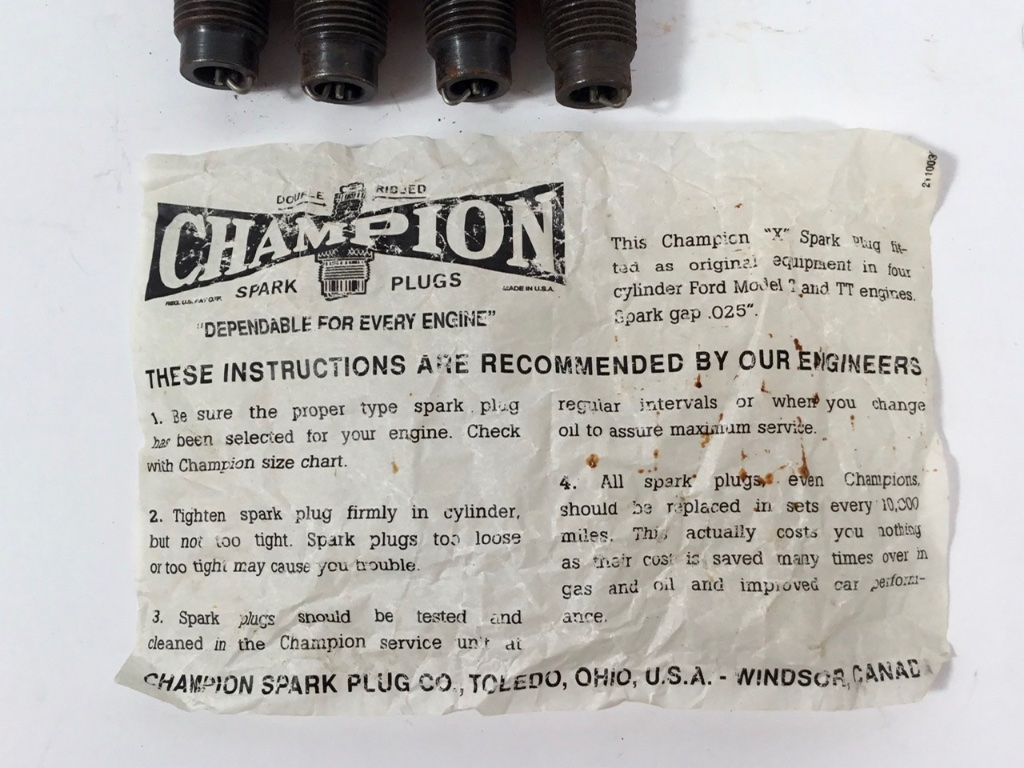 DOUBLE RIBBED
CHAMPION
SPARK PLUGS
REG. U.S. PAT. OFF. MADE IN U.S.A.
"DEPENDABLE FOR EVERY ENGINE"
This Champion "X" Spark Plug fit-
ted as original equipment in four
cylinder Ford Model T and TT engines.
Spark gap .025".
THESE INSTRUCTIONS ARE RECOMMENDED BY OUR ENGINEERS
1. Be sure the proper type spark plug
has been selected for your engine. Check
with Champion size chart.
2. Tighten spark plug firmly in cylinder,
but not too tight. Spark plugs too loose
or too tight may cause you trouble.
3. Spark plugs should be tested and
cleaned in the Champion service unit at
regular intervals or when you change
oil to assure maximum service.
4. All spark plugs, even Champions,
should be replaced in sets every 10,000
miles. This actually costs you nothing
as their cost is saved many times over in
gas and oil and improved car perform-
ance.
CHAMPION SPARK PLUG CO., TOLEDO, OHIO, U.S.A. - WINDSOR, CANADA